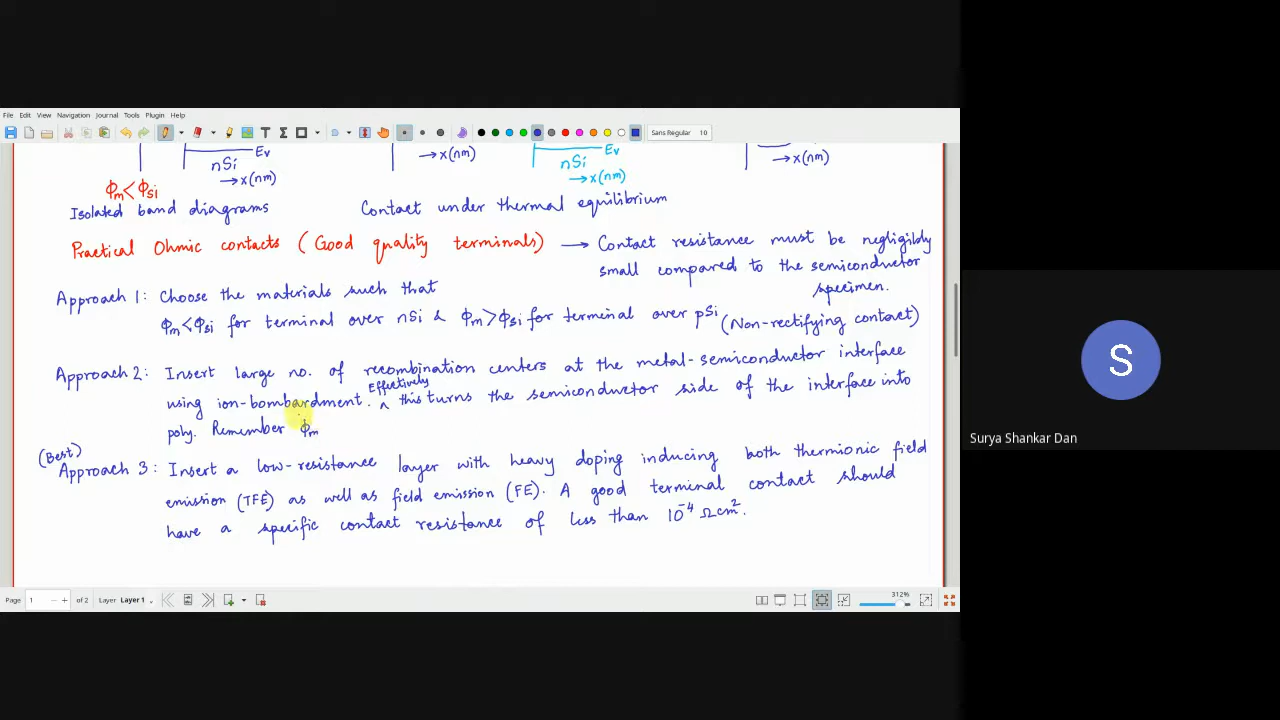 File Edit View Navigation Journal Tools Plugin Help
Sans Regular 10
Ev
nSi
→x(nm)
→x(nm)
Ev
nSi
→x(nm)
→x(nm)
Φm<Φsi
Isolated band diagrams
Contact under thermal equilibrium
Practical Ohmic contacts (Good quality terminals) → Contact resistance must be negligibly
small compared to the semiconductor
specimen.
Approach 1: Choose the materials such that
Φm<Φsi for terminal over nSi & Φm>Φsi for terminal over pSi (Non-rectifying contact)
Approach 2: Insert large no. of recombination centers at the metal-semiconductor interface
using ion-bombardment. Effectively this turns the semiconductor side of the interface into
poly. Remember Φm
(Best)
Approach 3: Insert a low-resistance layer with heavy doping inducing both thermionic field
emission (TFE) as well as field emission (FE). A good terminal contact should
have a specific contact resistance of less than 10⁻⁴ Ωcm².
Page 1 of 2 Layer Layer 1 312%
S
Surya Shankar Dan